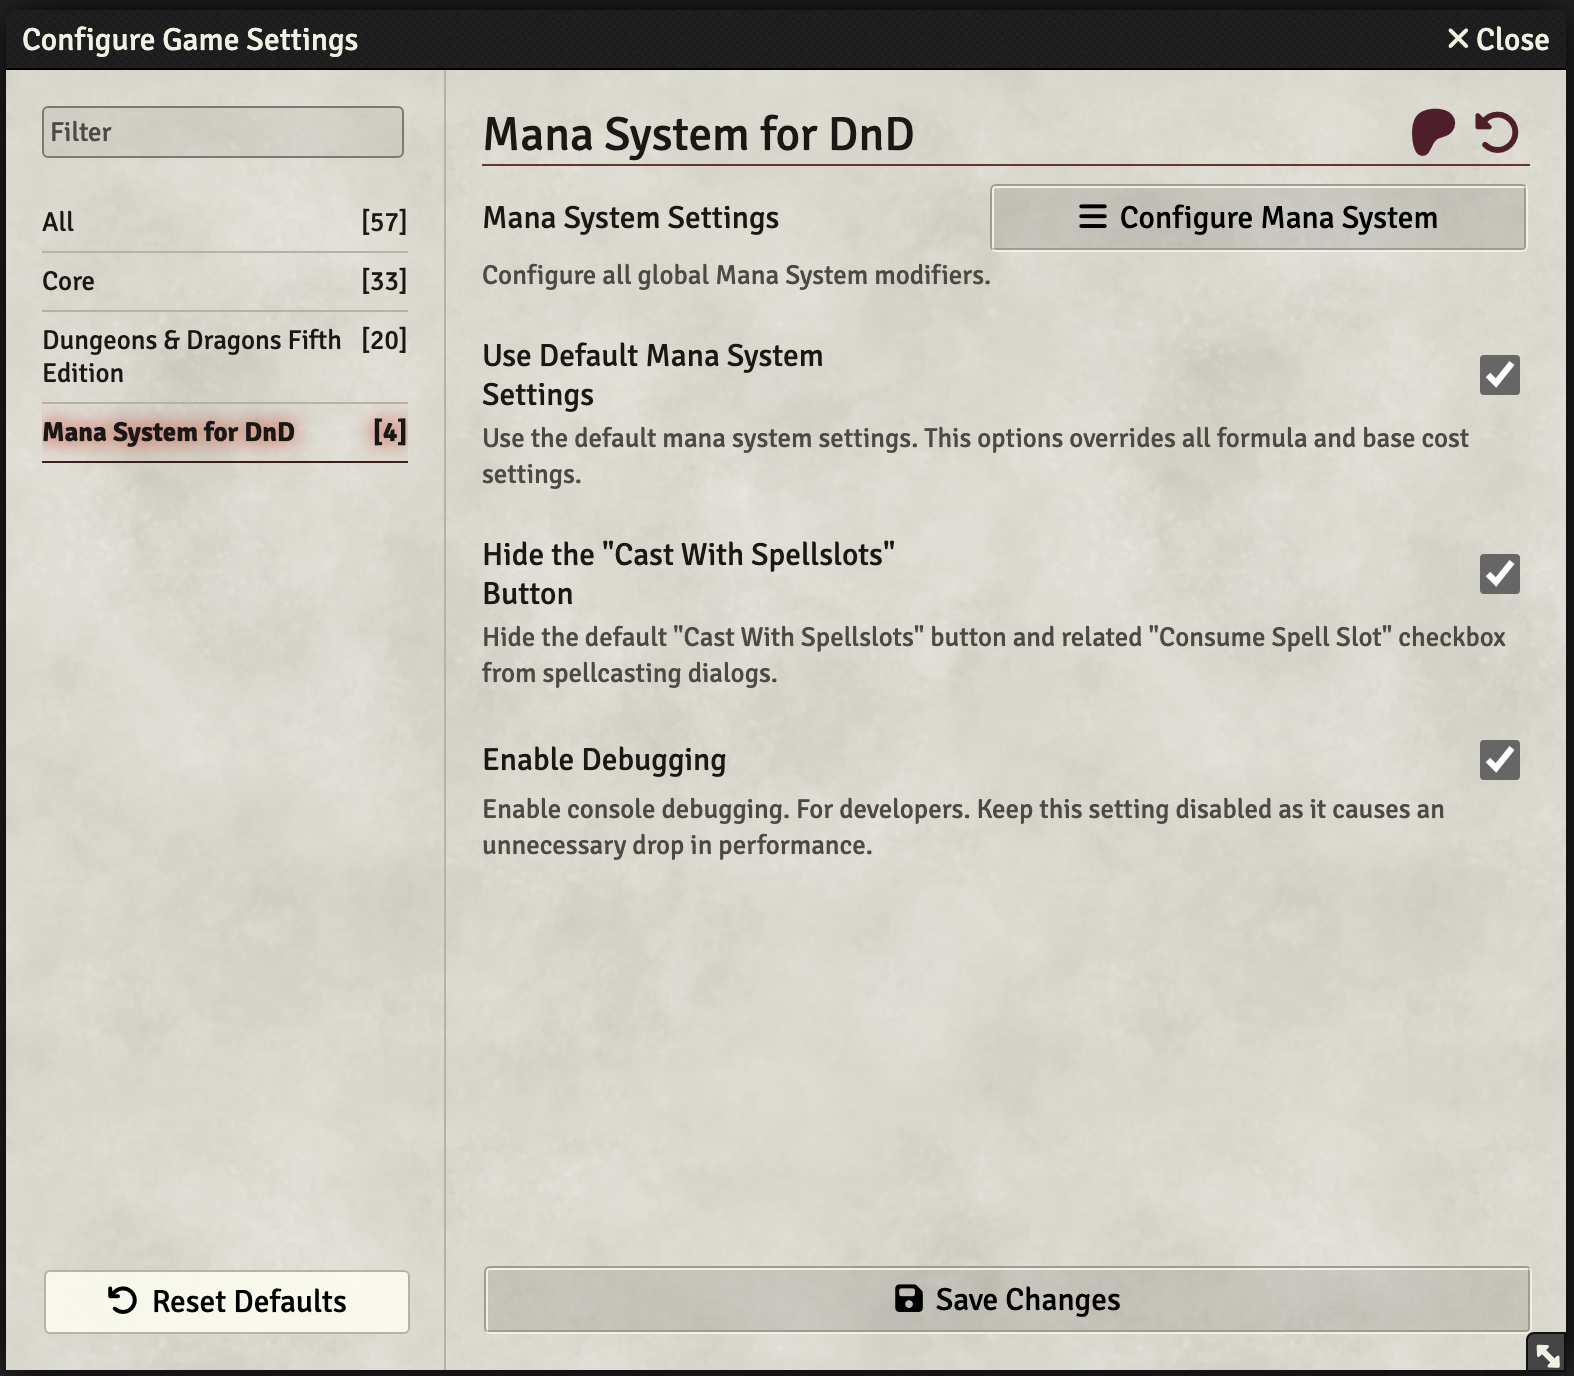 Configure Game Settings
Close
Filter
All [57]
Core [33]
Dungeons & Dragons Fifth [20]
Edition
Mana System for DnD [4]
Reset Defaults
Mana System for DnD
Mana System Settings
Configure Mana System
Configure all global Mana System modifiers.
Use Default Mana System
Settings
Use the default mana system settings. This options overrides all formula and base cost
settings.
Hide the "Cast With Spellslots"
Button
Hide the default "Cast With Spellslots" button and related "Consume Spell Slot" checkbox
from spellcasting dialogs.
Enable Debugging
Enable console debugging. For developers. Keep this setting disabled as it causes an
unnecessary drop in performance.
Save Changes